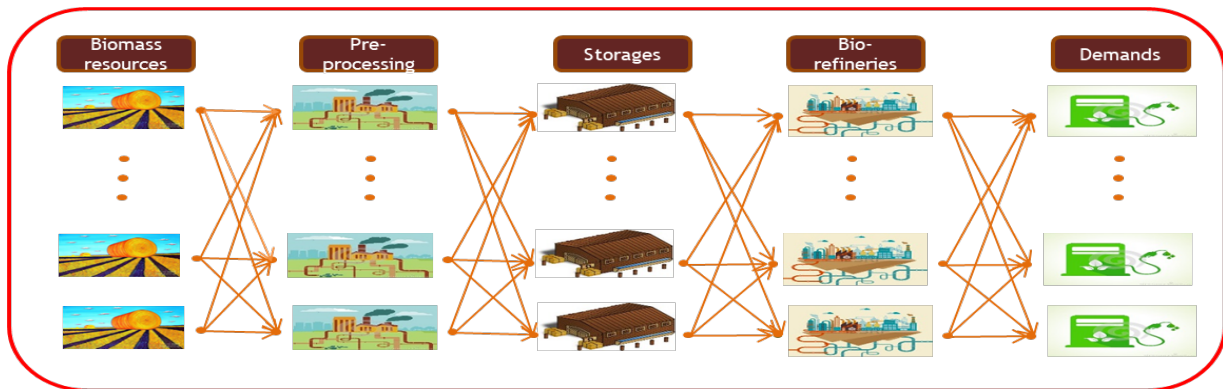 Biomass
resources
Pre-
processing
Storages
Bio-
refineries
Demands